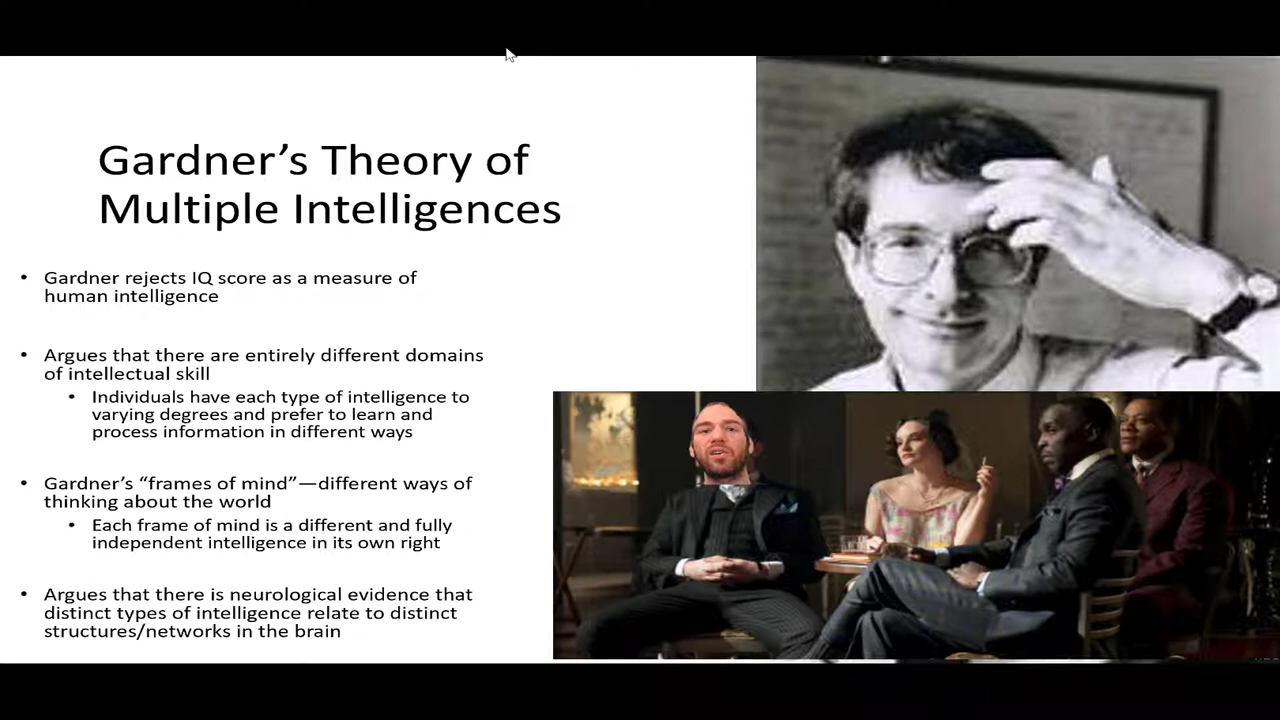 Gardner's Theory of
Multiple Intelligences
• Gardner rejects IQ score as a measure of
human intelligence
• Argues that there are entirely different domains
of intellectual skill
• Individuals have each type of intelligence to
varying degrees and prefer to learn and
process information in different ways
• Gardner's “frames of mind”—different ways of
thinking about the world
• Each frame of mind is a different and fully
independent intelligence in its own right
• Argues that there is neurological evidence that
distinct types of intelligence relate to distinct
structures/networks in the brain